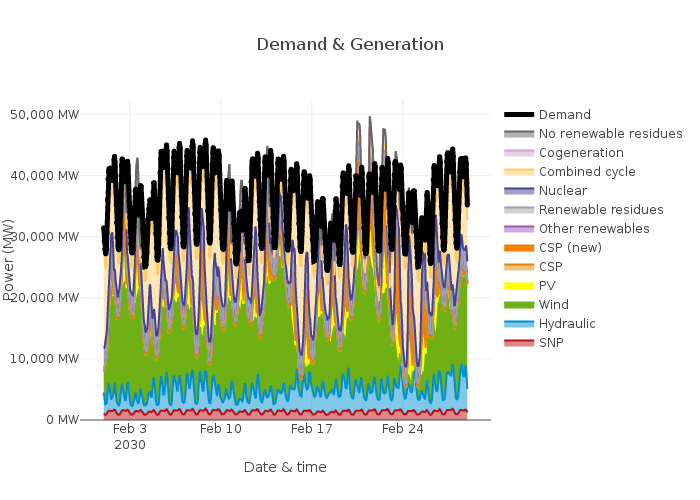 Demand & Generation
50,000 MW
40,000 MW
30,000 MW
20,000 MW
10,000 MW
0 MW
Power (MW)
Feb 3
2030
Feb 10
Feb 17
Feb 24
Date & time
Demand
No renewable residues
Cogeneration
Combined cycle
Nuclear
Renewable residues
Other renewables
CSP (new)
CSP
PV
Wind
Hydraulic
SNP